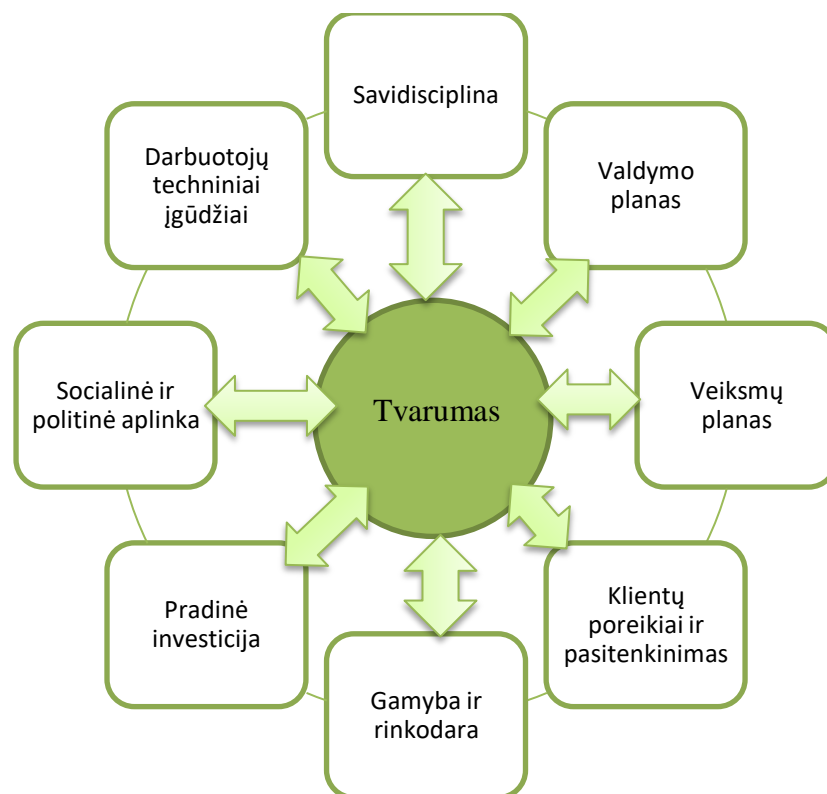 Savidisciplina
Valdymo
planas
Veiksmų
planas
Klientų
poreikiai ir
pasitenkinimas
Gamyba ir
rinkodara
Pradinė
investicija
Socialinė ir
politinė aplinka
Darbuotojų
techniniai
įgūdžiai
Tvarumas